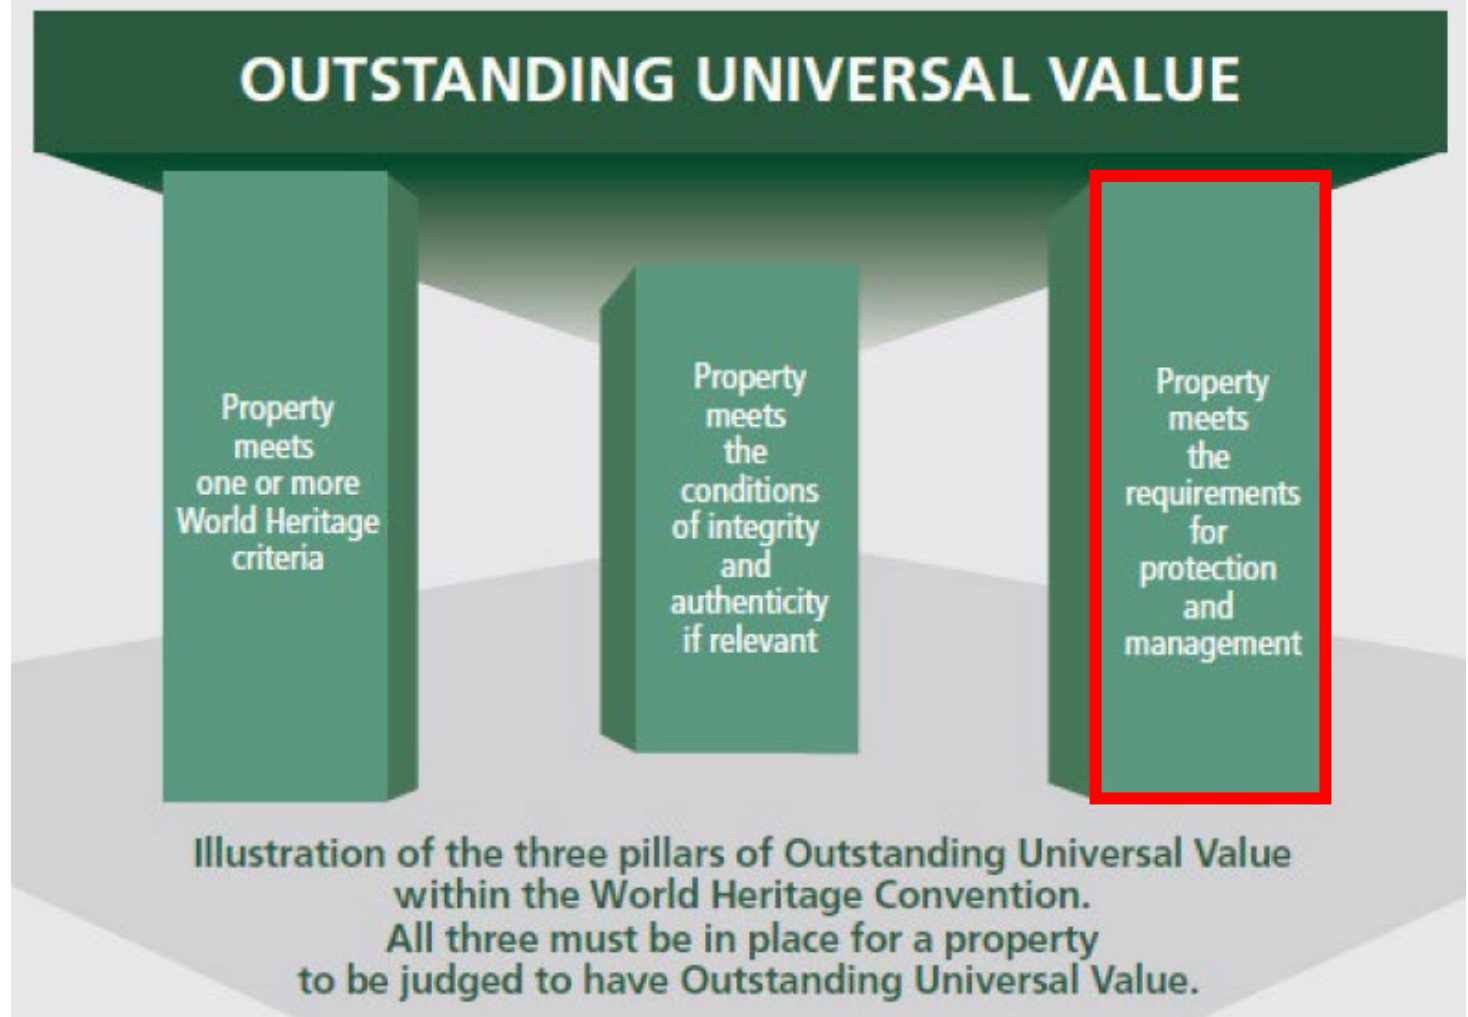 OUTSTANDING UNIVERSAL VALUE
Property
meets
one or more
World Heritage
criteria
Property
meets
the
conditions
of integrity
and
authenticity
if relevant
Property
meets
the
requirements
for
protection
and
management
Illustration of the three pillars of Outstanding Universal Value
within the World Heritage Convention.
All three must be in place for a property
to be judged to have Outstanding Universal Value.